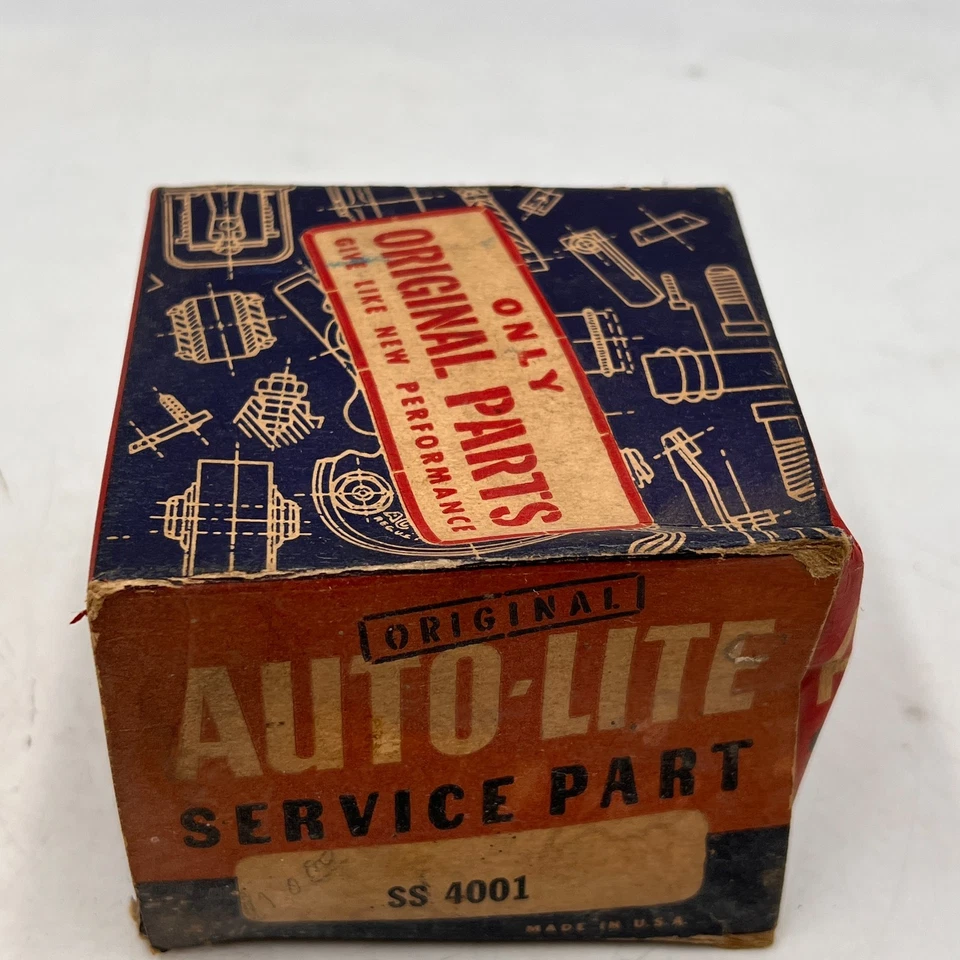 ONLY
ORIGINAL PARTS
GIVE LIKE NEW PERFORMANCE
ORIGINAL
AUTO-LITE
SERVICE PART
SS 4001
MADE IN U.S.A.